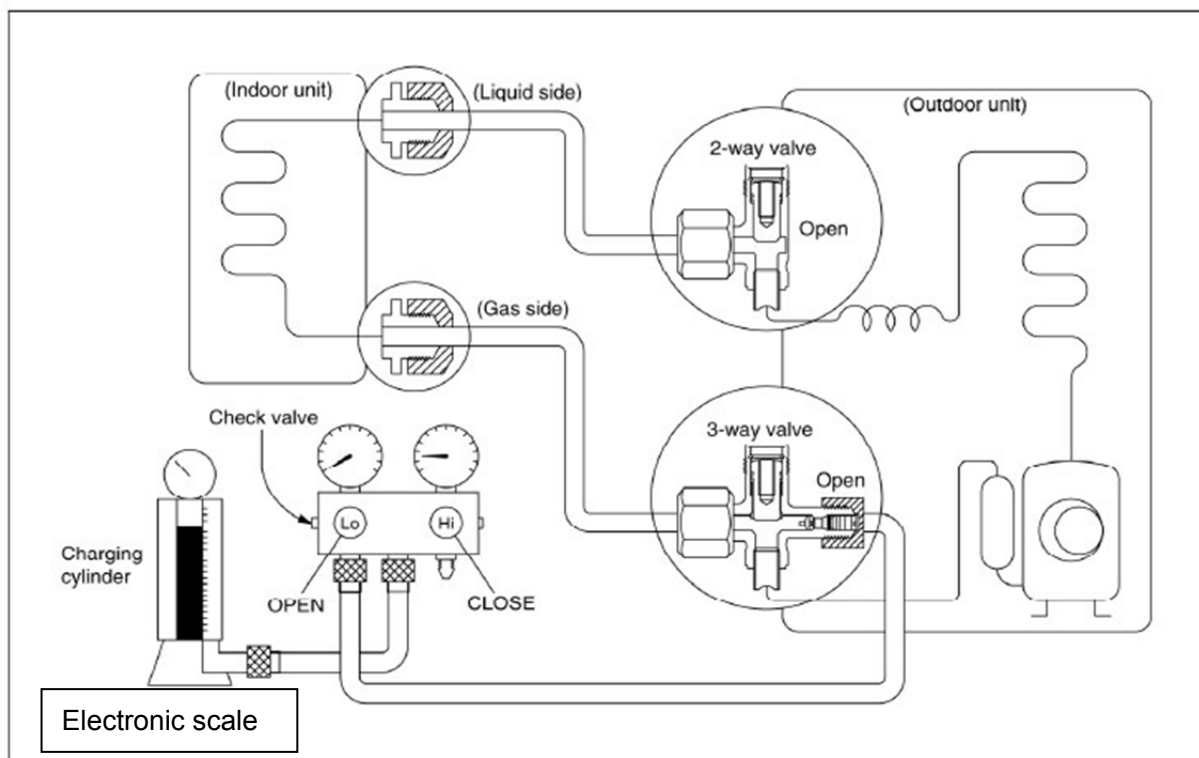 (Indoor unit)
(Liquid side)
(Outdoor unit)
2-way valve
Open
(Gas side)
Check valve
3-way valve
Open
Lo
Hi
Charging
cylinder
OPEN
CLOSE
Electronic scale